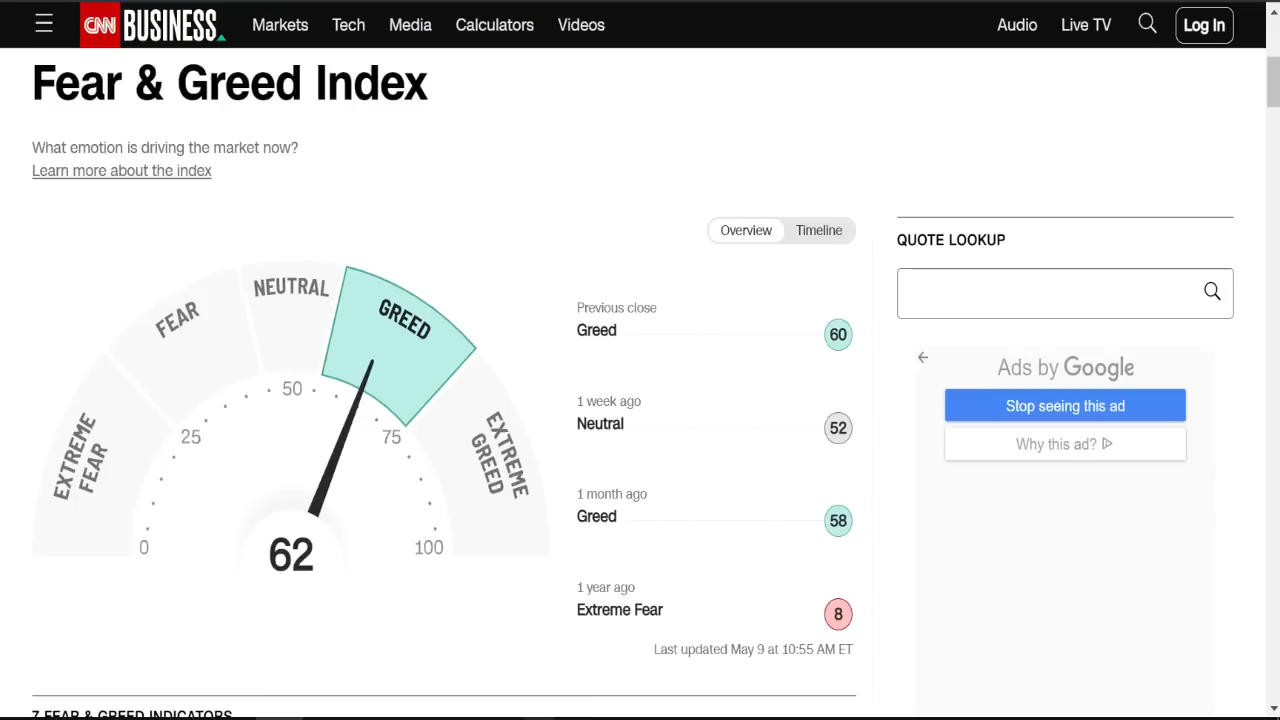 CNN BUSINESS Markets Tech Media Calculators Videos Audio Live TV Log In
Fear & Greed Index
What emotion is driving the market now?
Learn more about the index
Overview Timeline
EXTREME FEAR
FEAR
NEUTRAL
GREED
EXTREME GREED
0
25
50
75
100
62
Previous close
Greed 60
1 week ago
Neutral 52
1 month ago
Greed 58
1 year ago
Extreme Fear 8
Last updated May 9 at 10:55 AM ET
QUOTE LOOKUP
Ads by Google
Stop seeing this ad
Why this ad?
7 FEAR & GREED INDICATORS